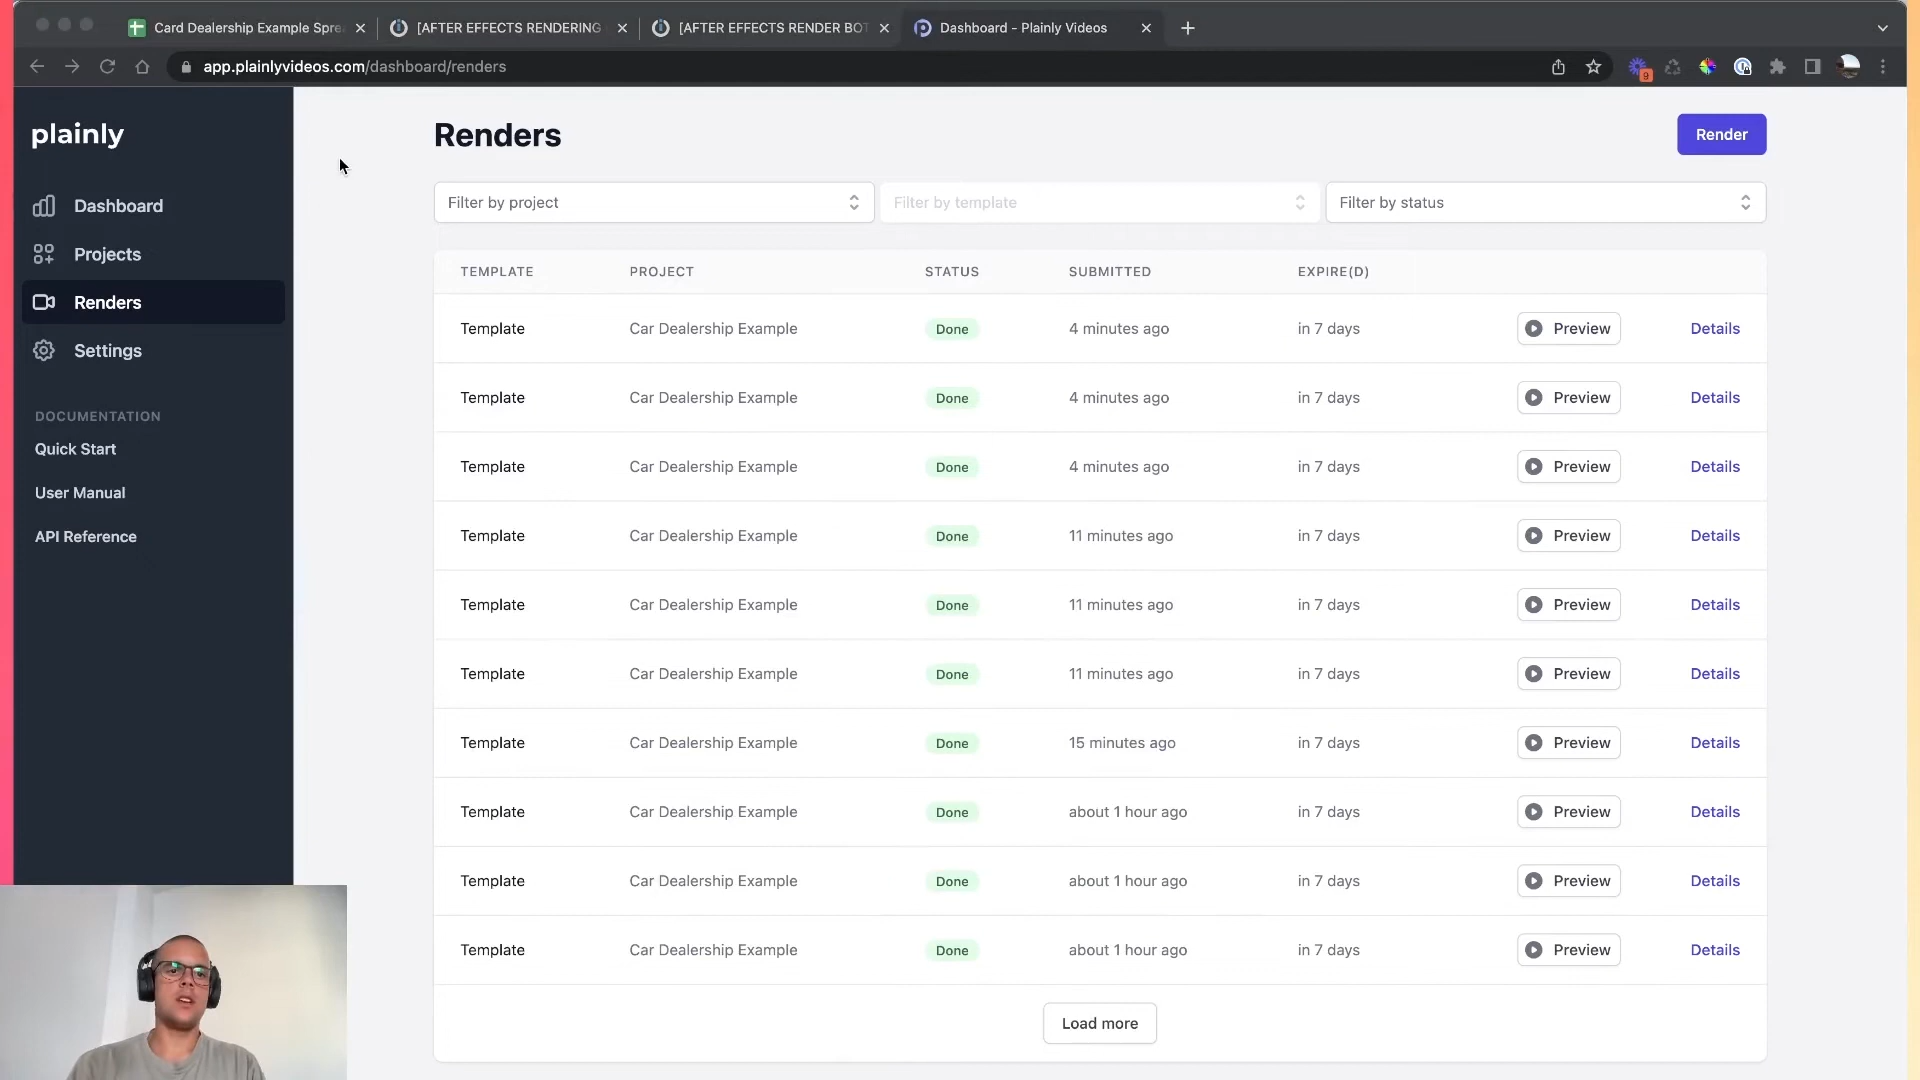 Card Dealership Example Spre
[AFTER EFFECTS RENDERING
[AFTER EFFECTS RENDER BOT
Dashboard - Plainly Videos
app.plainlyvideos.com/dashboard/renders
9
plainly
Dashboard
Projects
Renders
Settings
DOCUMENTATION
Quick Start
User Manual
API Reference
Renders
Render
Filter by project
Filter by template
Filter by status
TEMPLATE PROJECT STATUS SUBMITTED EXPIRE(D)
Template Car Dealership Example Done 4 minutes ago in 7 days Preview Details
Template Car Dealership Example Done 4 minutes ago in 7 days Preview Details
Template Car Dealership Example Done 4 minutes ago in 7 days Preview Details
Template Car Dealership Example Done 11 minutes ago in 7 days Preview Details
Template Car Dealership Example Done 11 minutes ago in 7 days Preview Details
Template Car Dealership Example Done 11 minutes ago in 7 days Preview Details
Template Car Dealership Example Done 15 minutes ago in 7 days Preview Details
Template Car Dealership Example Done about 1 hour ago in 7 days Preview Details
Template Car Dealership Example Done about 1 hour ago in 7 days Preview Details
Template Car Dealership Example Done about 1 hour ago in 7 days Preview Details
Load more